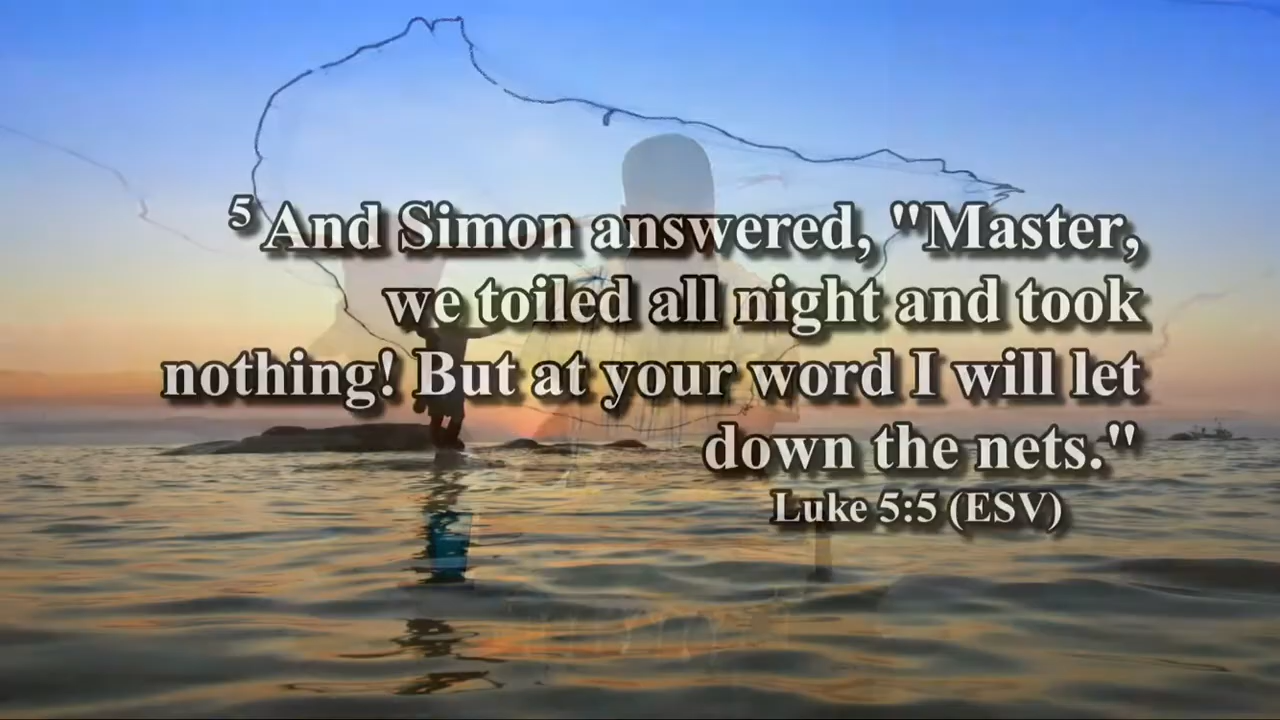 5 And Simon answered, "Master,
we toiled all night and took
nothing! But at your word I will let
down the nets."
Luke 5:5 (ESV)